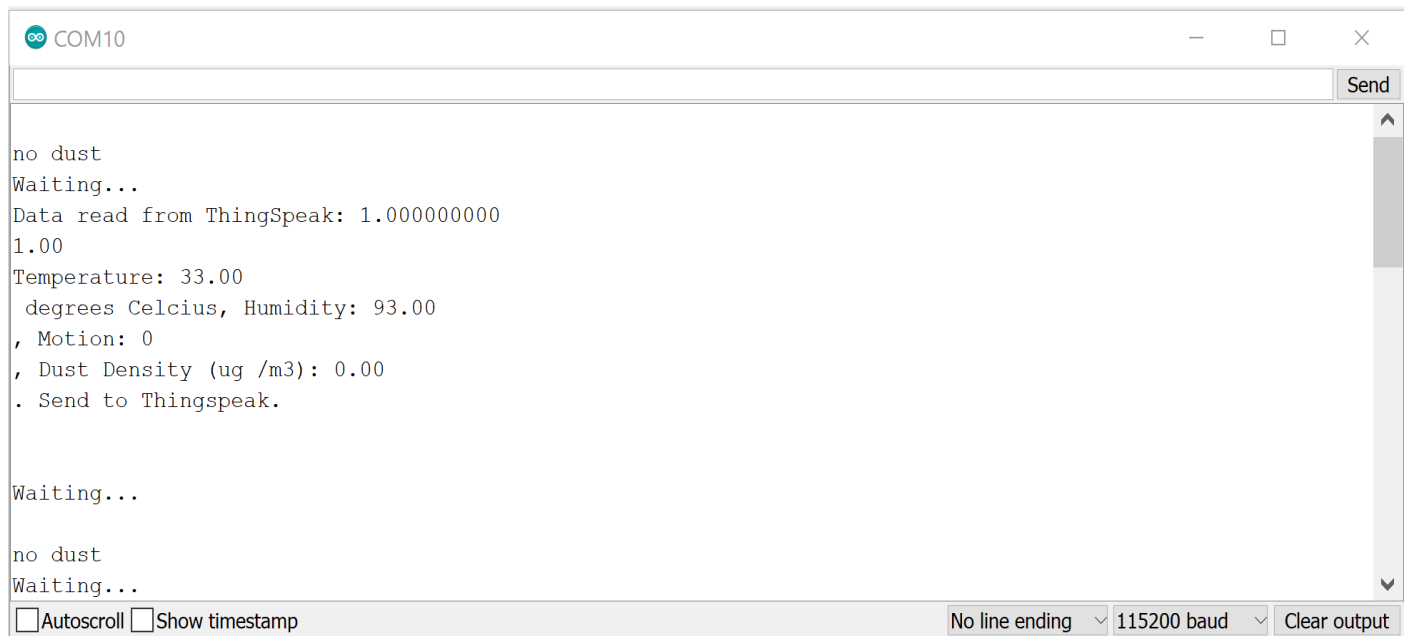 COM10
Send
no dust
Waiting...
Data read from ThingSpeak: 1.000000000
1.00
Temperature: 33.00
 degrees Celcius, Humidity: 93.00
, Motion: 0
, Dust Density (ug /m3): 0.00
. Send to Thingspeak.
Waiting...
no dust
Waiting...
Autoscroll Show timestamp No line ending 115200 baud Clear output